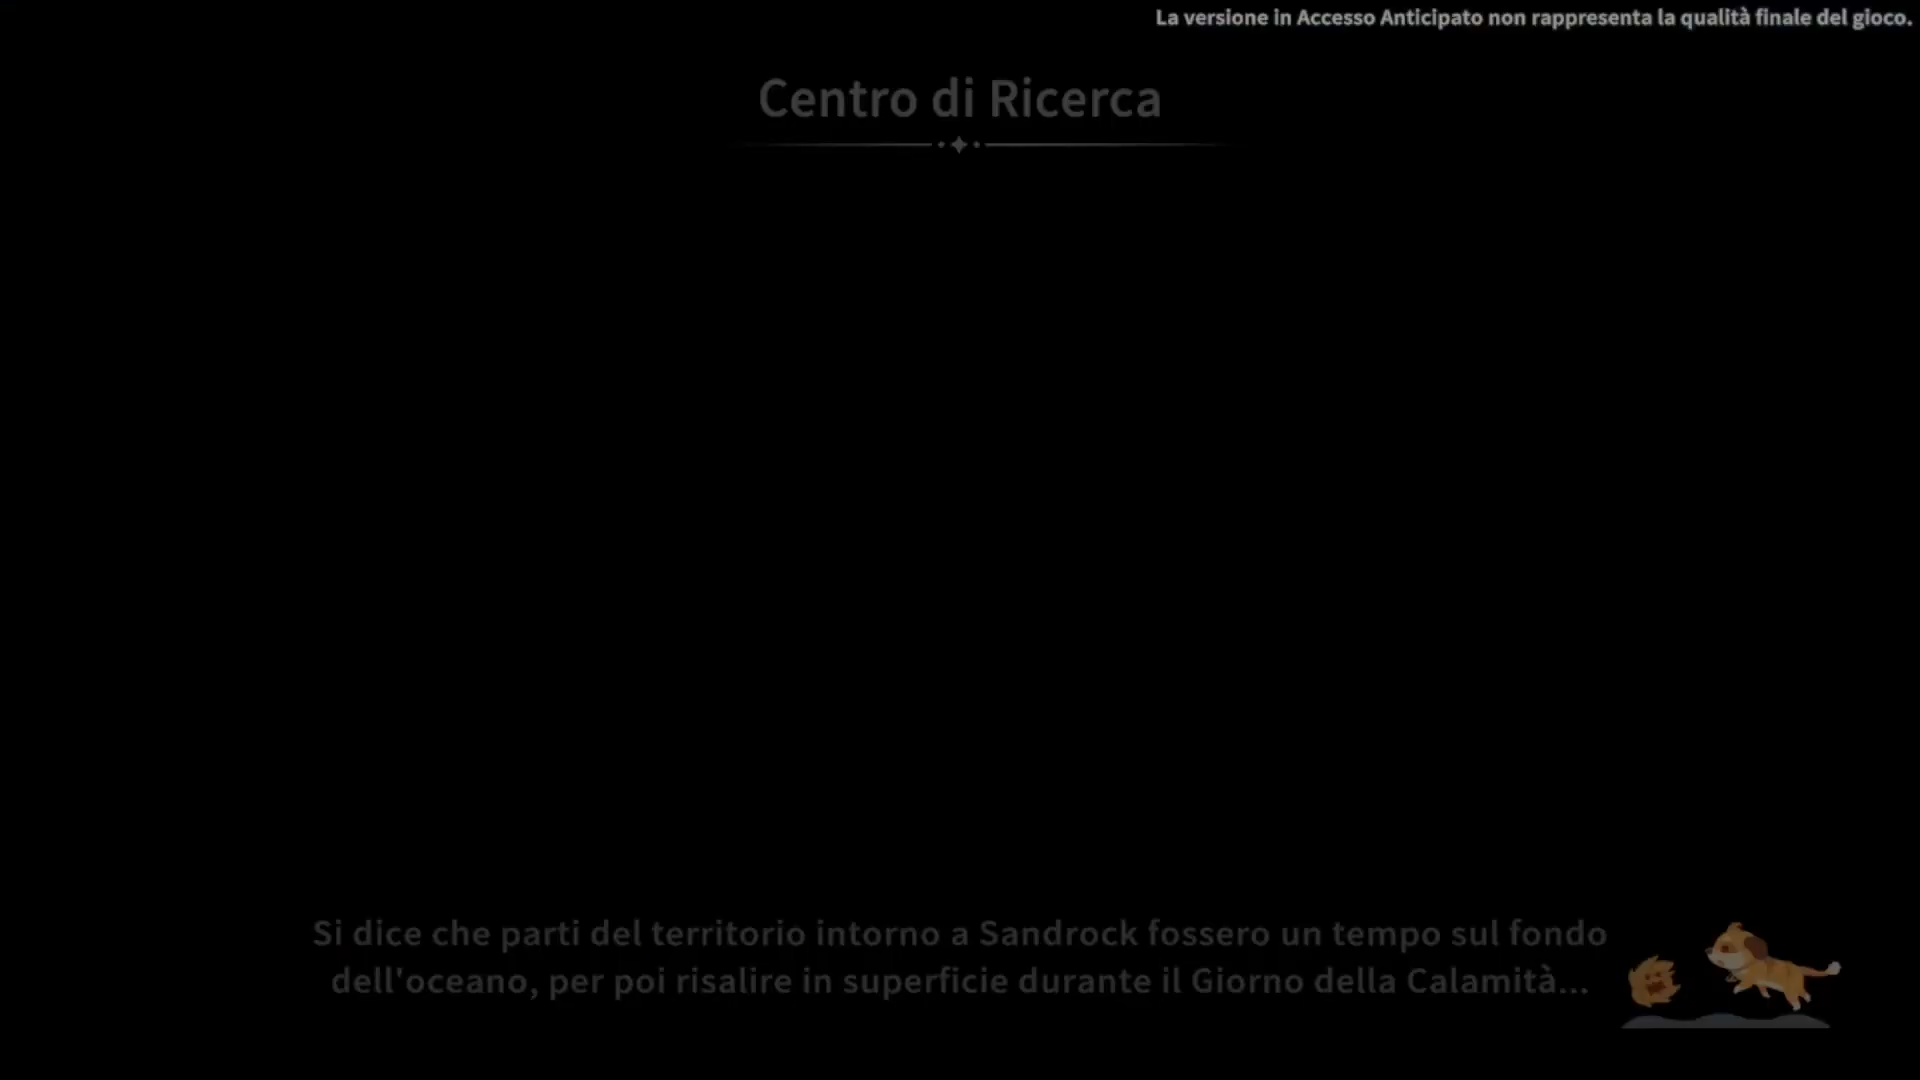 La versione in Accesso Anticipato non rappresenta la qualità finale del gioco.
Centro di Ricerca
Si dice che parti del territorio intorno a Sandrock fossero un tempo sul fondo
dell'oceano, per poi risalire in superficie durante il Giorno della Calamità...